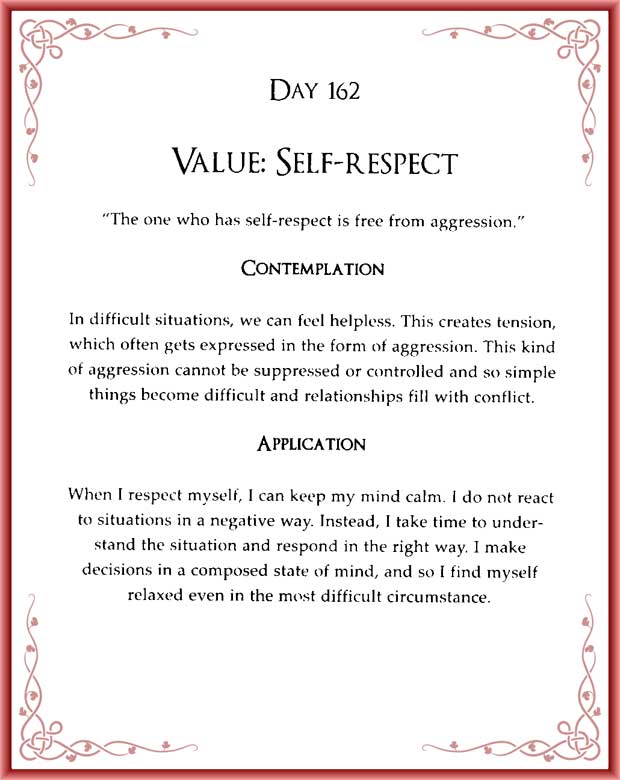 Day 162
Value: Self-respect
“The one who has self-respect is free from aggression.”
Contemplation
In difficult situations, we can feel helpless. This creates tension,
which often gets expressed in the form of aggression. This kind
of aggression cannot be suppressed or controlled and so simple
things become difficult and relationships fill with conflict.
Application
When I respect myself, I can keep my mind calm. I do not react
to situations in a negative way. Instead, I take time to under-
stand the situation and respond in the right way. I make
decisions in a composed state of mind, and so I find myself
relaxed even in the most difficult circumstance.